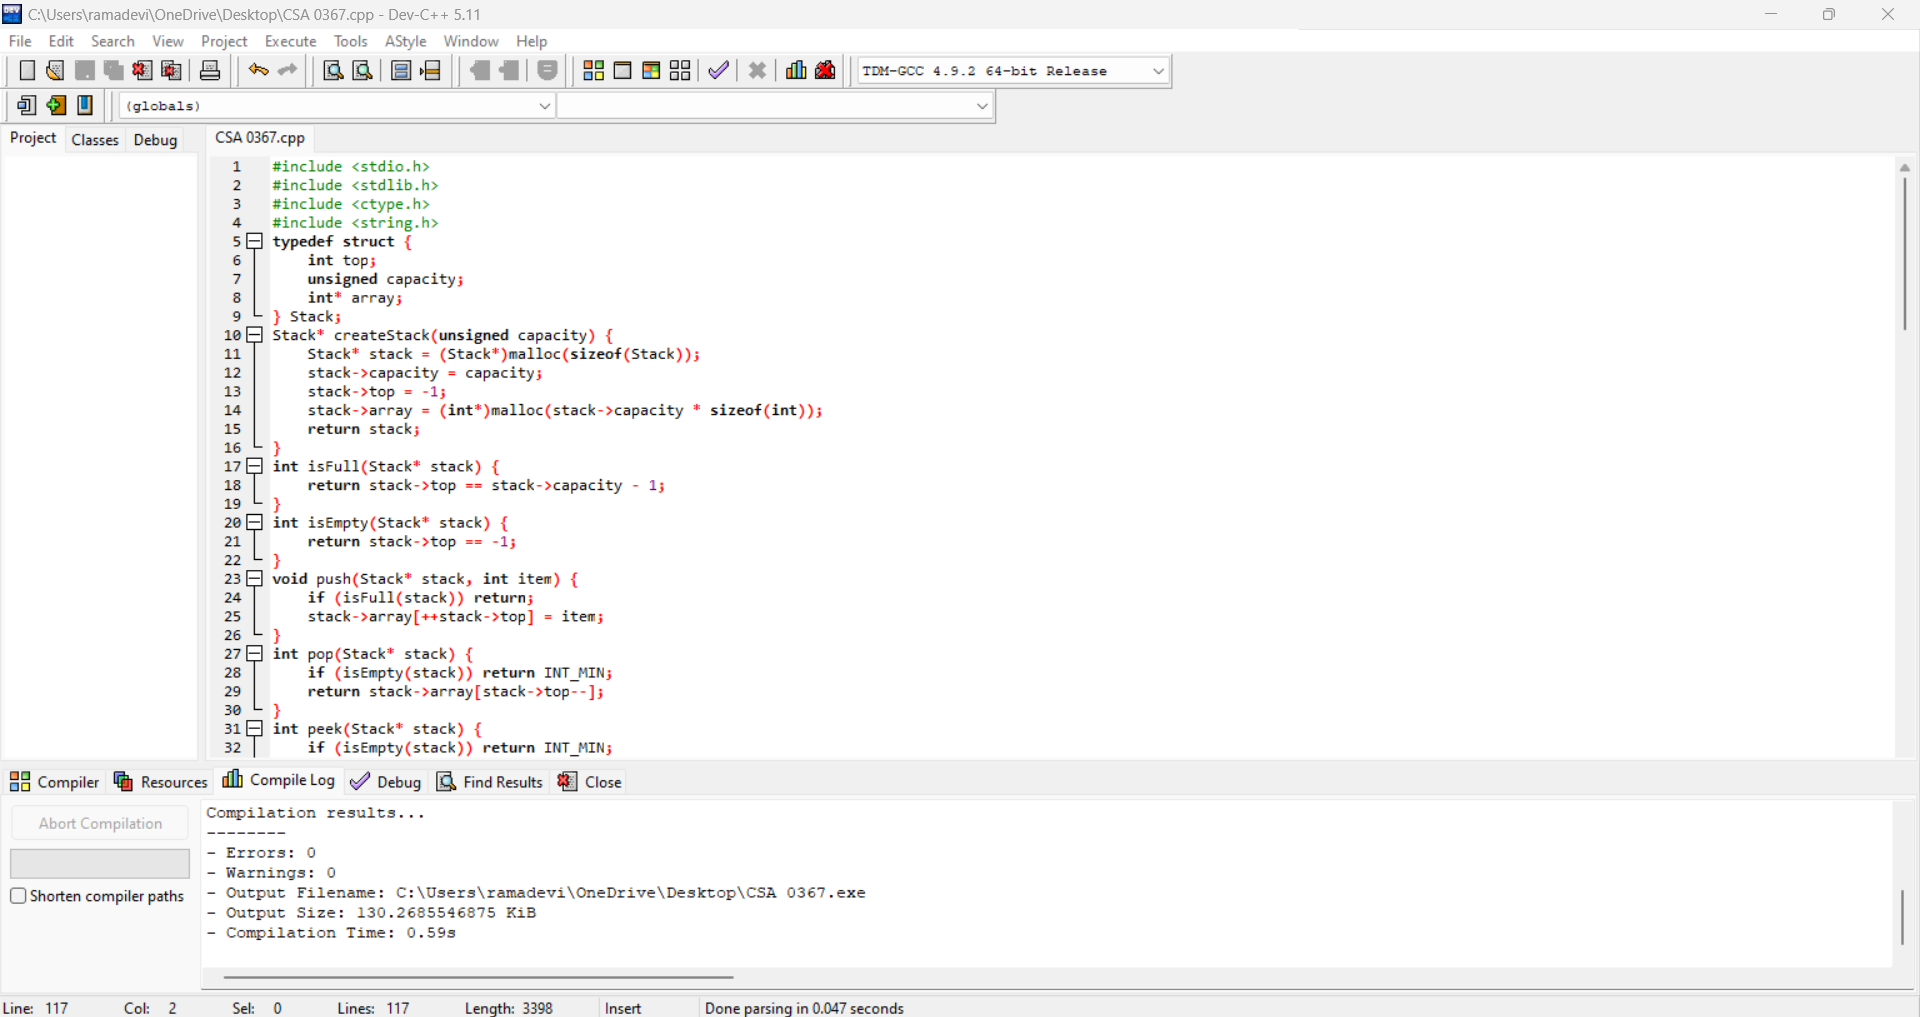 C:\Users\ramadevi\OneDrive\Desktop\CSA 0367.cpp - Dev-C++ 5.11
File Edit Search View Project Execute Tools AStyle Window Help
TDM-GCC 4.9.2 64-bit Release
(globals)
Project Classes Debug CSA 0367.cpp
1 #include <stdio.h>
2 #include <stdlib.h>
3 #include <ctype.h>
4 #include <string.h>
5 typedef struct {
6 int top;
7 unsigned capacity;
8 int* array;
9 } Stack;
10 Stack* createStack(unsigned capacity) {
11 Stack* stack = (Stack*)malloc(sizeof(Stack));
12 stack->capacity = capacity;
13 stack->top = -1;
14 stack->array = (int*)malloc(stack->capacity * sizeof(int));
15 return stack;
16 }
17 int isFull(Stack* stack) {
18 return stack->top == stack->capacity - 1;
19 }
20 int isEmpty(Stack* stack) {
21 return stack->top == -1;
22 }
23 void push(Stack* stack, int item) {
24 if (isFull(stack)) return;
25 stack->array[++stack->top] = item;
26 }
27 int pop(Stack* stack) {
28 if (isEmpty(stack)) return INT_MIN;
29 return stack->array[stack->top--];
30 }
31 int peek(Stack* stack) {
32 if (isEmpty(stack)) return INT_MIN;
Compiler Resources Compile Log Debug Find Results Close
Abort Compilation
Shorten compiler paths
Compilation results...
--------
- Errors: 0
- Warnings: 0
- Output Filename: C:\Users\ramadevi\OneDrive\Desktop\CSA 0367.exe
- Output Size: 130.2685546875 KiB
- Compilation Time: 0.59s
Line: 117 Col: 2 Sel: 0 Lines: 117 Length: 3398 Insert Done parsing in 0.047 seconds